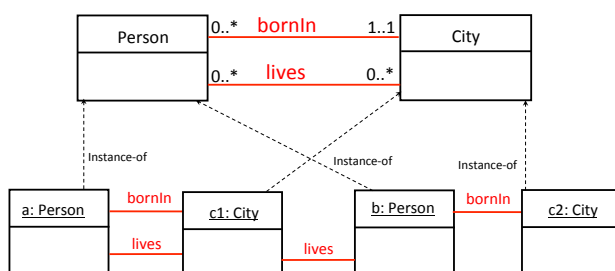 Person 0..* bornIn 1..1 City
0..* lives 0..*
Instance-of Instance-of Instance-of
a: Person bornIn c1: City b: Person bornIn c2: City
lives lives